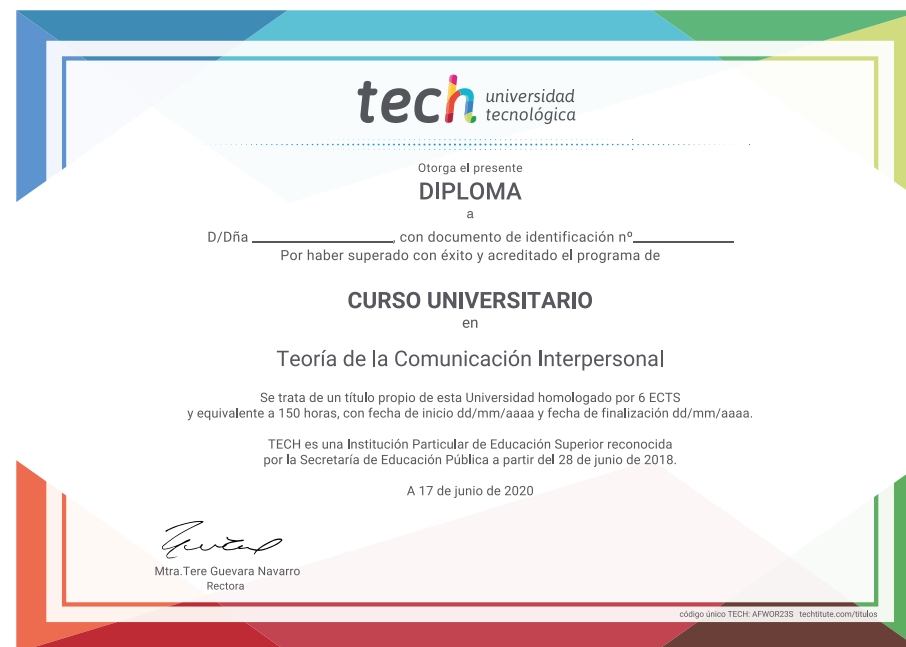 tech universidad
tecnológica
Otorga el presente
DIPLOMA
a
D/Dña ____________________, con documento de identificación nº______________
Por haber superado con éxito y acreditado el programa de
CURSO UNIVERSITARIO
en
Teoría de la Comunicación Interpersonal
Se trata de un título propio de esta Universidad homologado por 6 ECTS
y equivalente a 150 horas, con fecha de inicio dd/mm/aaaa y fecha de finalización dd/mm/aaaa.
TECH es una Institución Particular de Educación Superior reconocida
por la Secretaría de Educación Pública a partir del 28 de junio de 2018.
A 17 de junio de 2020
Mtra.Tere Guevara Navarro
Rectora
código único TECH: AFWOR23S techtitute.com/titulos